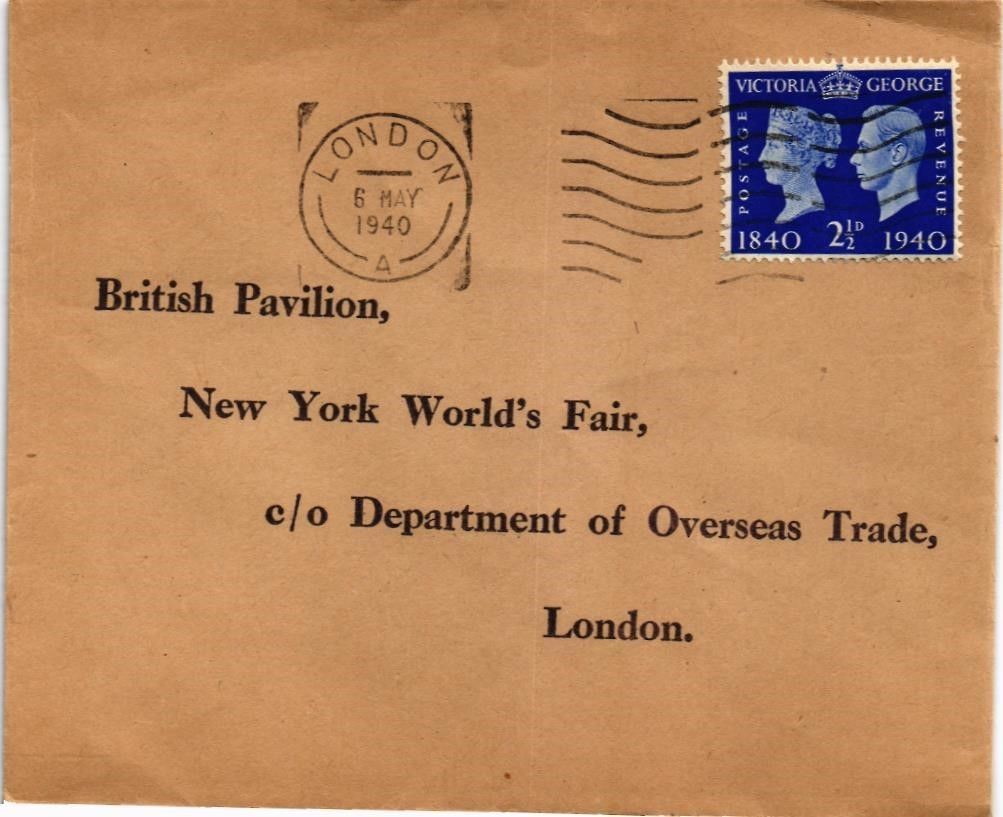 VICTORIA GEORGE
POSTAGE
REVENUE
1840 2½D 1940
LONDON
6 MAY
1940
A
British Pavilion,
New York World's Fair,
c/o Department of Overseas Trade,
London.